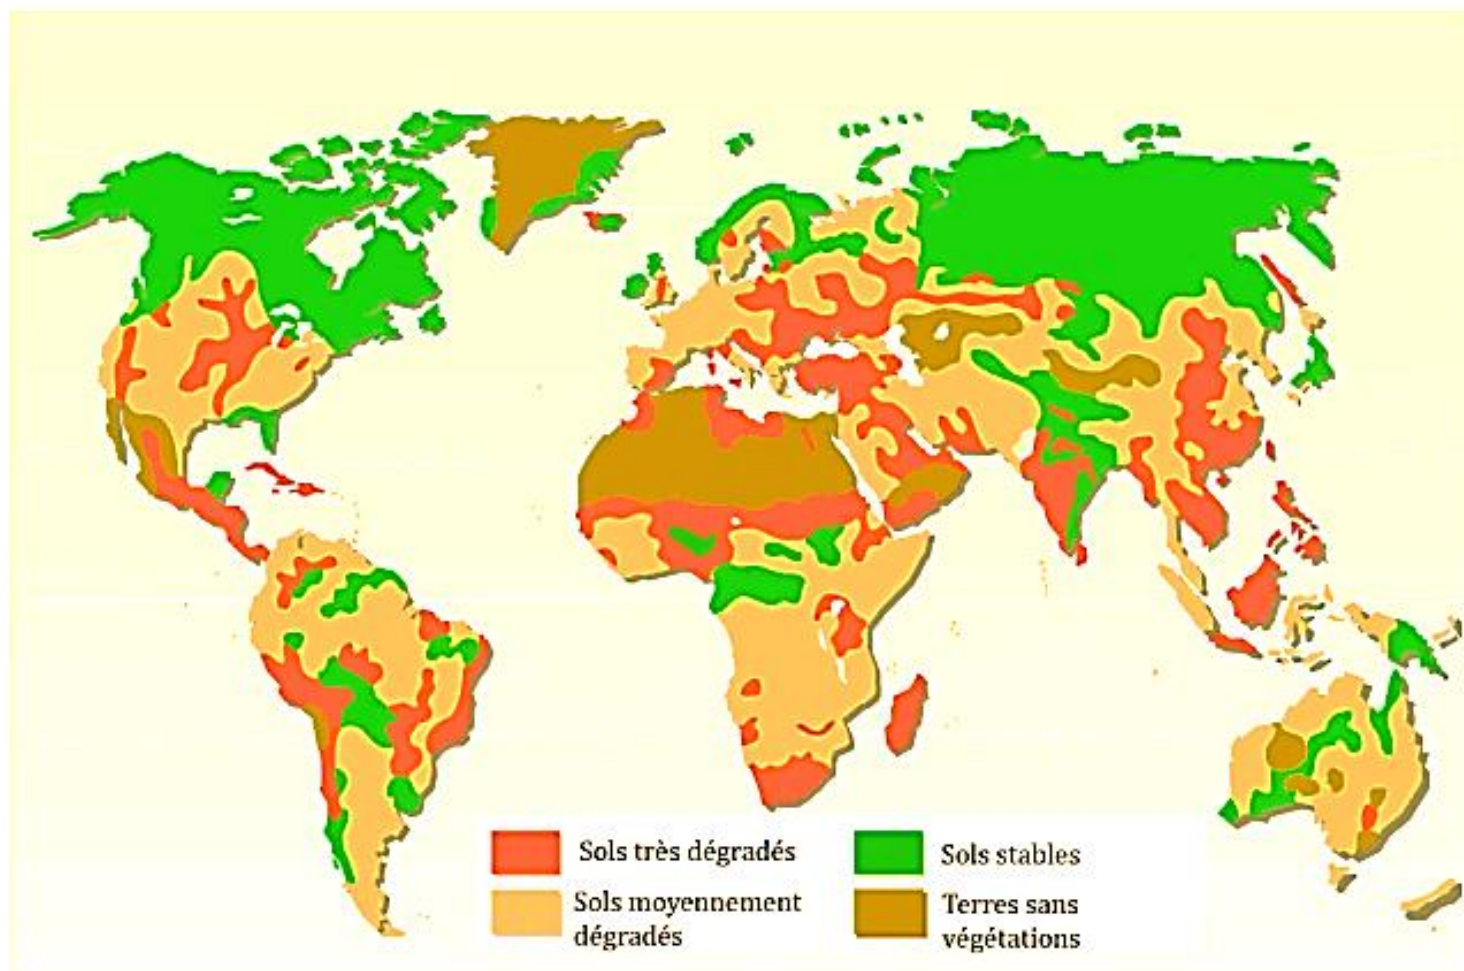 Sols très dégradés
Sols stables
Sols moyennement
dégradés
Terres sans
végétations